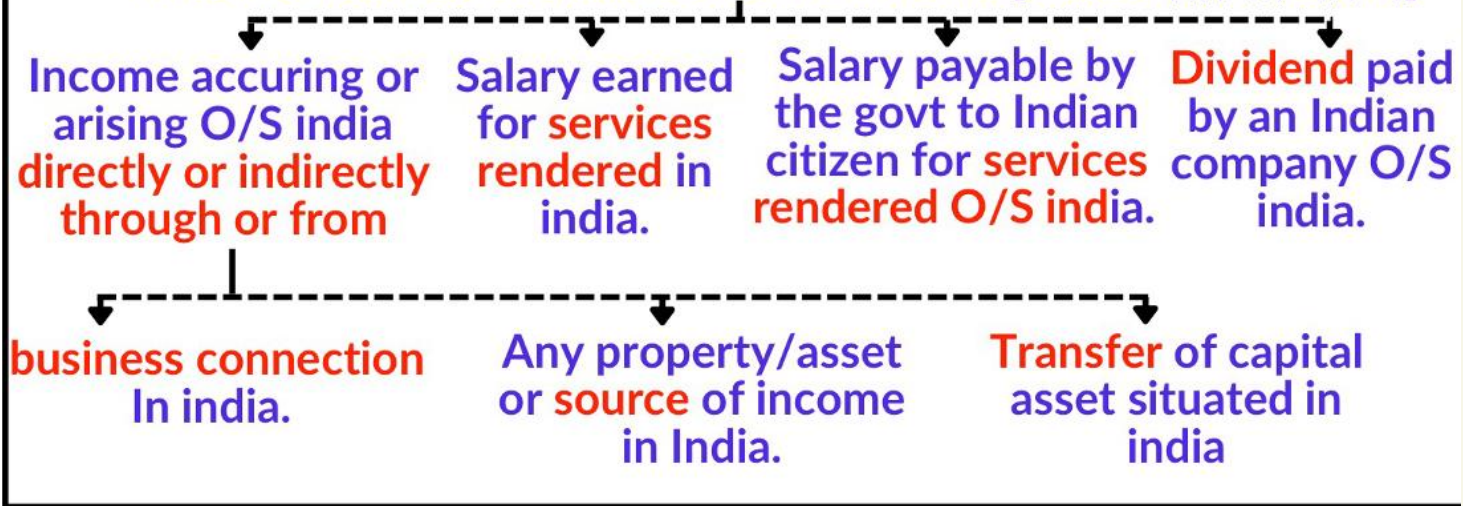 Income accuring or
arising O/S india
directly or indirectly
through or from
Salary earned
for services
rendered in
india.
Salary payable by
the govt to Indian
citizen for services
rendered O/S india.
Dividend paid
by an Indian
company O/S
india.
business connection
In india.
Any property/asset
or source of income
in India.
Transfer of capital
asset situated in
india